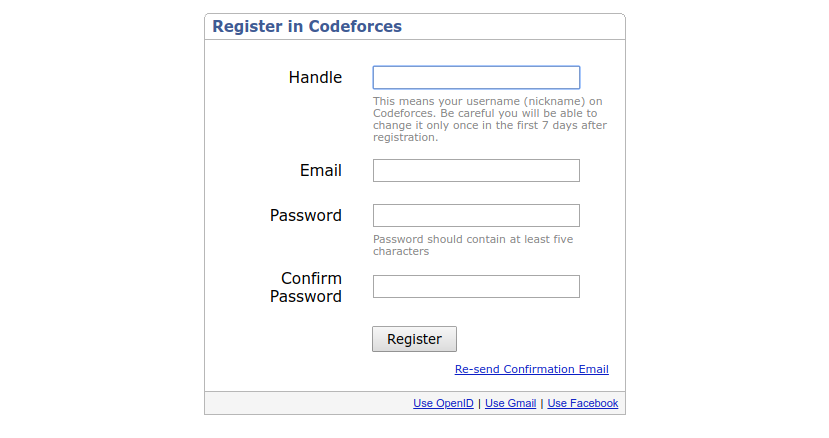 Register in Codeforces
Handle
This means your username (nickname) on
Codeforces. Be careful you will be able to
change it only once in the first 7 days after
registration.
Email
Password
Password should contain at least five
characters
Confirm
Password
Register
Re-send Confirmation Email
Use OpenID | Use Gmail | Use Facebook